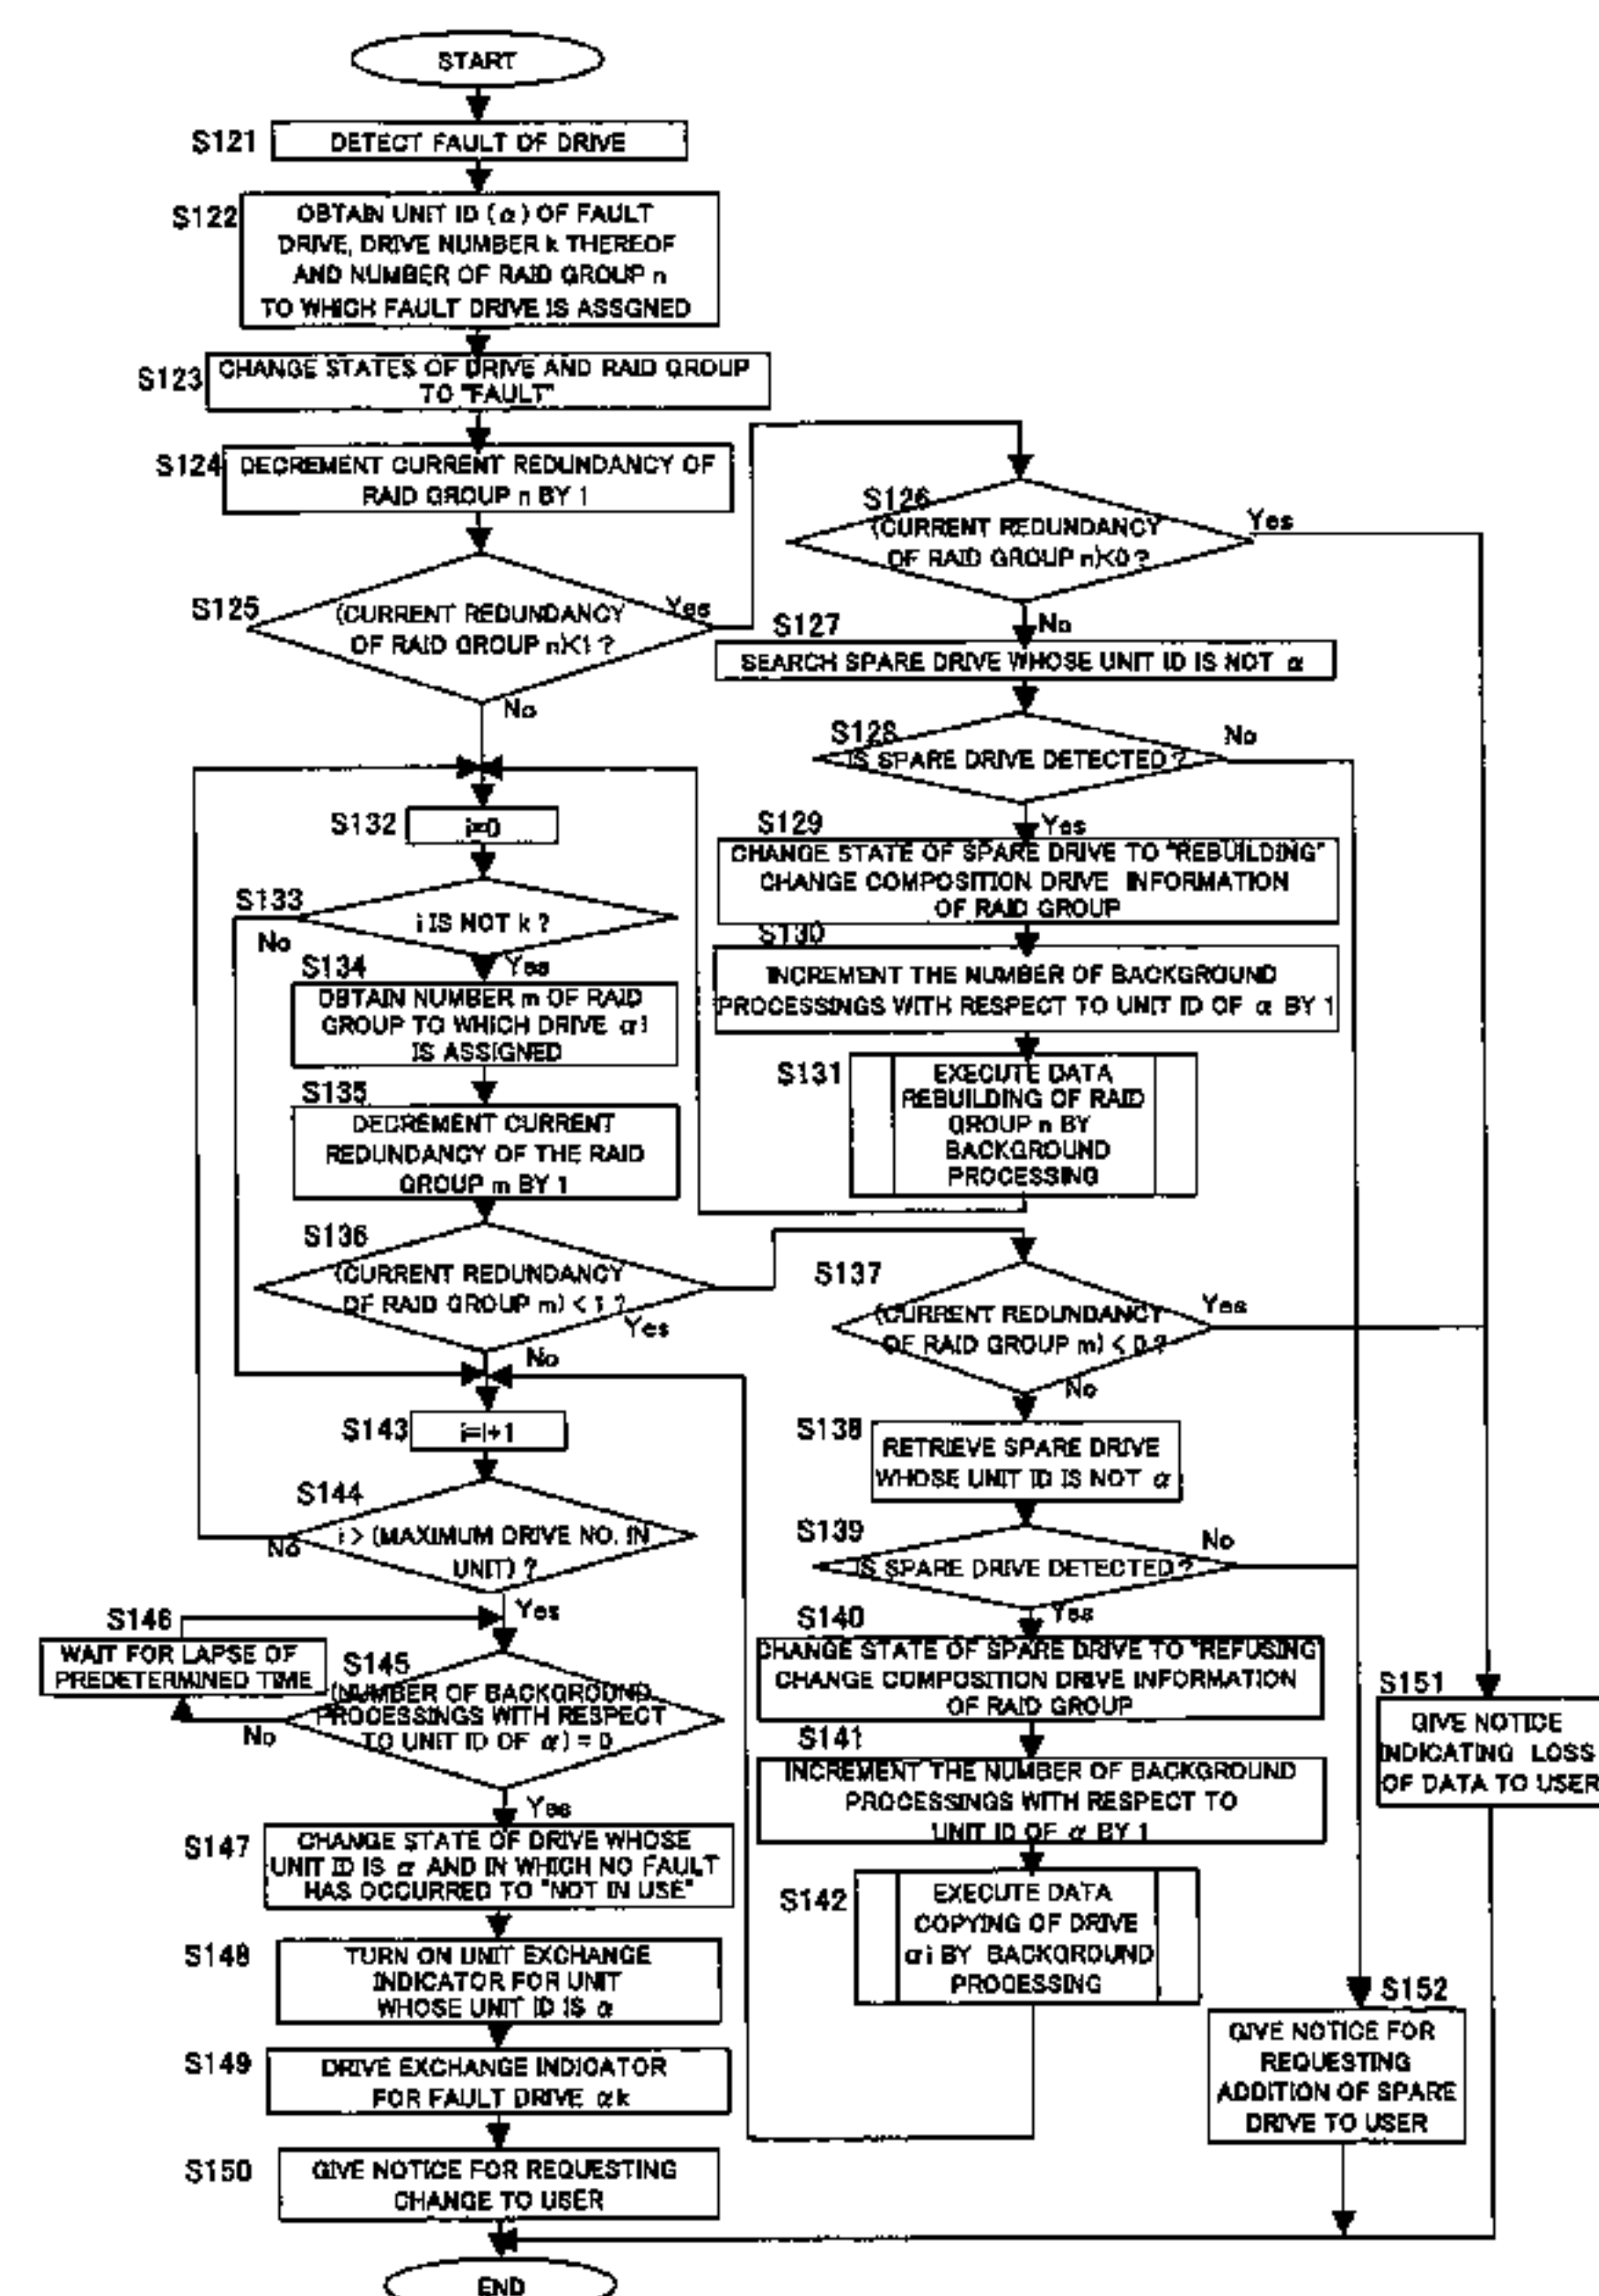 START
S121
DETECT FAULT OF DRIVE
S122
OBTAIN UNIT ID (α) OF FAULT
DRIVE, DRIVE NUMBER k THEREOF
AND NUMBER OF RAID GROUP n
TO WHICH FAULT DRIVE IS ASSGNED
S123
CHANGE STATES OF DRIVE AND RAID GROUP
TO "FAULT"
S124
DECREMENT CURRENT REDUNDANCY OF
RAID GROUP n BY 1
S125
(CURRENT REDUNDANCY
OF RAID GROUP n)<1 ?
Yes
No
S126
(CURRENT REDUNDANCY
OF RAID GROUP n)<0 ?
Yes
No
S127
SEARCH SPARE DRIVE WHOSE UNIT ID IS NOT α
S128
IS SPARE DRIVE DETECTED ?
No
Yes
S129
CHANGE STATE OF SPARE DRIVE TO "REBUILDING"
CHANGE COMPOSITION DRIVE INFORMATION
OF RAID GROUP
S130
INCREMENT THE NUMBER OF BACKGROUND
PROCESSINGS WITH RESPECT TO UNIT ID OF α BY 1
S131
EXECUTE DATA
REBUILDING OF RAID
GROUP n BY
BACKGROUND
PROCESSING
S132
i=0
S133
i IS NOT k ?
No
Yes
S134
OBTAIN NUMBER m OF RAID
GROUP TO WHICH DRIVE αi
IS ASSIGNED
S135
DECREMENT CURRENT
REDUNDANCY OF THE RAID
GROUP m BY 1
S136
(CURRENT REDUNDANCY
OF RAID GROUP m) < 1 ?
Yes
No
S137
(CURRENT REDUNDANCY
OF RAID GROUP m) < 0 ?
Yes
No
S138
RETRIEVE SPARE DRIVE
WHOSE UNIT ID IS NOT α
S139
IS SPARE DRIVE DETECTED ?
No
Yes
S140
CHANGE STATE OF SPARE DRIVE TO "REFUSING
CHANGE COMPOSITION DRIVE INFORMATION
OF RAID GROUP
S141
INCREMENT THE NUMBER OF BACKGROUND
PROCESSINGS WITH RESPECT TO
UNIT ID OF α BY 1
S142
EXECUTE DATA
COPYING OF DRIVE
αi BY BACKGROUND
PROCESSING
S143
i=i+1
S144
i > (MAXIMUM DRIVE NO. IN
UNIT) ?
No
Yes
S146
WAIT FOR LAPSE OF
PREDETERMINED TIME
S145
(NUMBER OF BACKGROUND
PROCESSINGS WITH RESPECT
TO UNIT ID OF α) = 0
No
Yes
S147
CHANGE STATE OF DRIVE WHOSE
UNIT ID IS α AND IN WHICH NO FAULT
HAS OCCURRED TO "NOT IN USE"
S148
TURN ON UNIT EXCHANGE
INDICATOR FOR UNIT
WHOSE UNIT ID IS α
S149
DRIVE EXCHANGE INDICATOR
FOR FAULT DRIVE αk
S150
GIVE NOTICE FOR REQUESTING
CHANGE TO USER
S151
GIVE NOTICE
INDICATING LOSS
OF DATA TO USER
S152
GIVE NOTICE FOR
REQUESTING
ADDITION OF SPARE
DRIVE TO USER
END